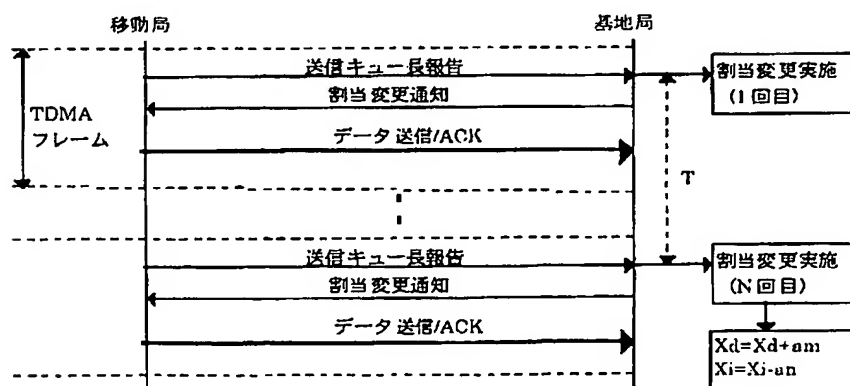 移動局
基地局
送信キュー長報告
割当変更実施
(1回目)
割当変更通知
TDMA
フレーム
データ送信/ACK
T
送信キュー長報告
割当変更実施
(N回目)
割当変更通知
データ送信/ACK
Xd=Xd+am
Xi=Xi-an